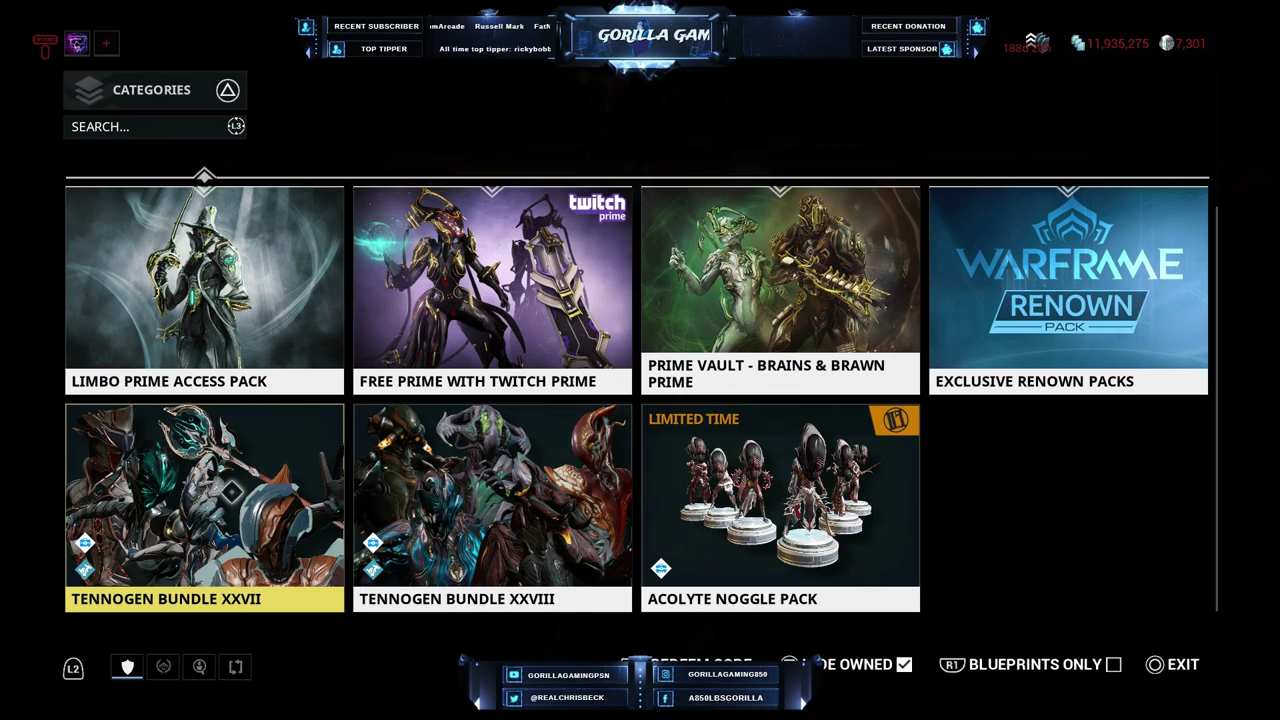 RECENT SUBSCRIBER
mArcade Russell Mark Fat
TOP TIPPER
All time top tipper: rickybobb
GORILLA GAM
RECENT DONATION
LATEST SPONSOR
11,935,275
7,301
CATEGORIES
SEARCH...
L3
twitch
prime
WARFRAME
RENOWN
PACK
LIMBO PRIME ACCESS PACK
FREE PRIME WITH TWITCH PRIME
PRIME VAULT - BRAINS & BRAWN
PRIME
EXCLUSIVE RENOWN PACKS
LIMITED TIME
TENNOGEN BUNDLE XXVII
TENNOGEN BUNDLE XXVIII
ACOLYTE NOGGLE PACK
L2
OWNED
R1
BLUEPRINTS ONLY
EXIT
GORILLAGAMINGPSN
GORILLAGAMING850
@REALCHRISBECK
A850LBSGORILLA